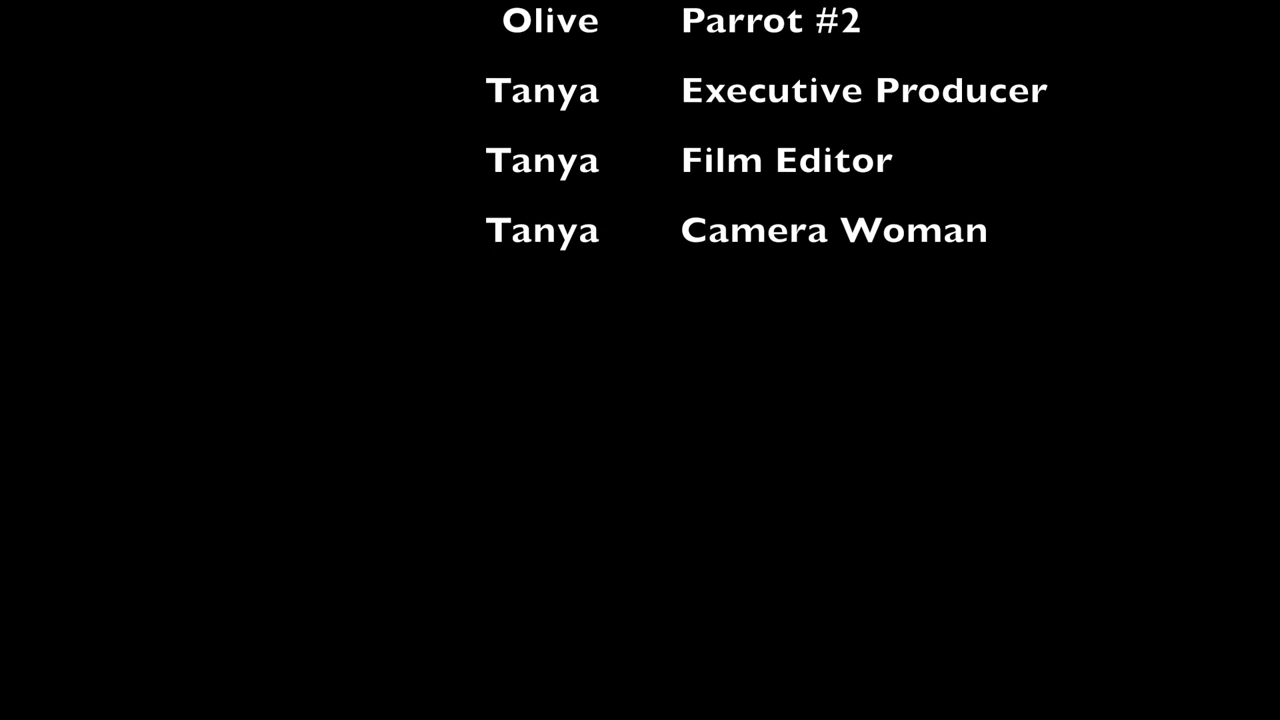 Olive Parrot #2
Tanya Executive Producer
Tanya Film Editor
Tanya Camera Woman